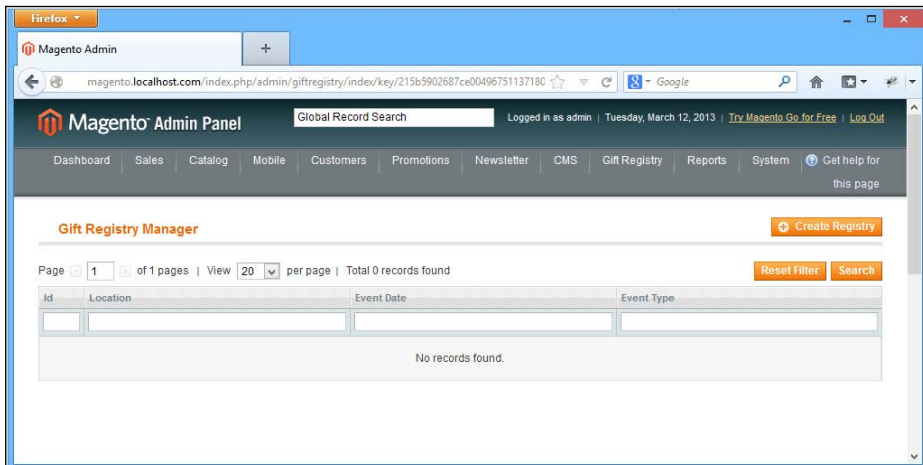 Firefox
Magento Admin
magento.localhost.com/index.php/admin/giftregistry/index/key/215b5902687ce00496751137180
Google
Magento Admin Panel
Global Record Search
Logged in as admin | Tuesday, March 12, 2013 | Try Magento Go for Free | Log Out
Dashboard Sales Catalog Mobile Customers Promotions Newsletter CMS Gift Registry Reports System Get help for
this page
Gift Registry Manager
Create Registry
Page 1 of 1 pages | View 20 per page | Total 0 records found
Reset Filter Search
Id Location Event Date Event Type
No records found.